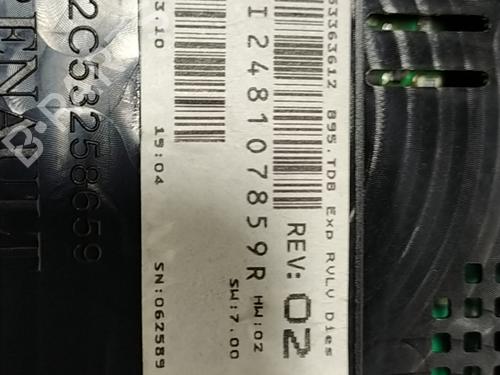 53363612 B95.TDB Exp RVLV Dies
I 248107859R
REV: 02
HW:02
SW:7.00
3.10
19:04
SN:062589
2C53258659
RENAULT